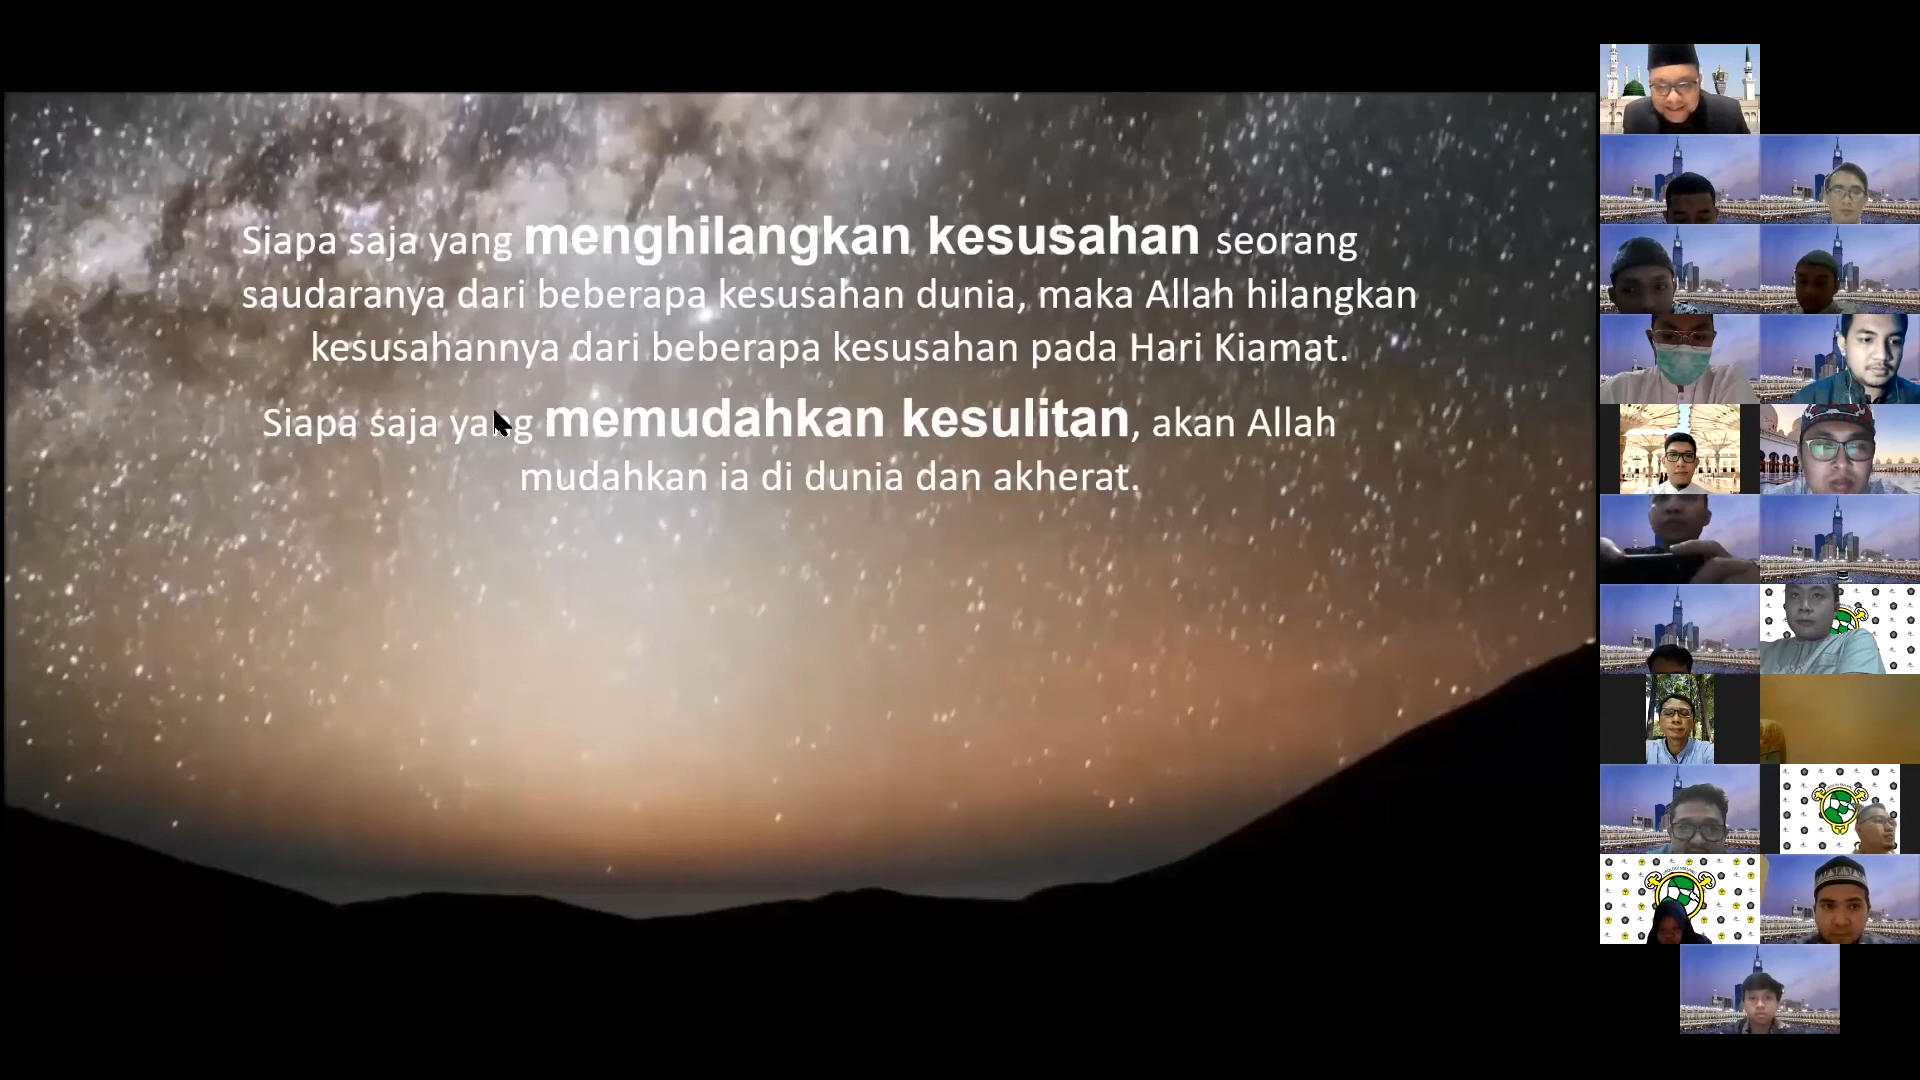 Siapa saja yang menghilangkan kesusahan seorang
saudaranya dari beberapa kesusahan dunia, maka Allah hilangkan
kesusahannya dari beberapa kesusahan pada Hari Kiamat.
Siapa saja yang memudahkan kesulitan, akan Allah
mudahkan ia di dunia dan akherat.